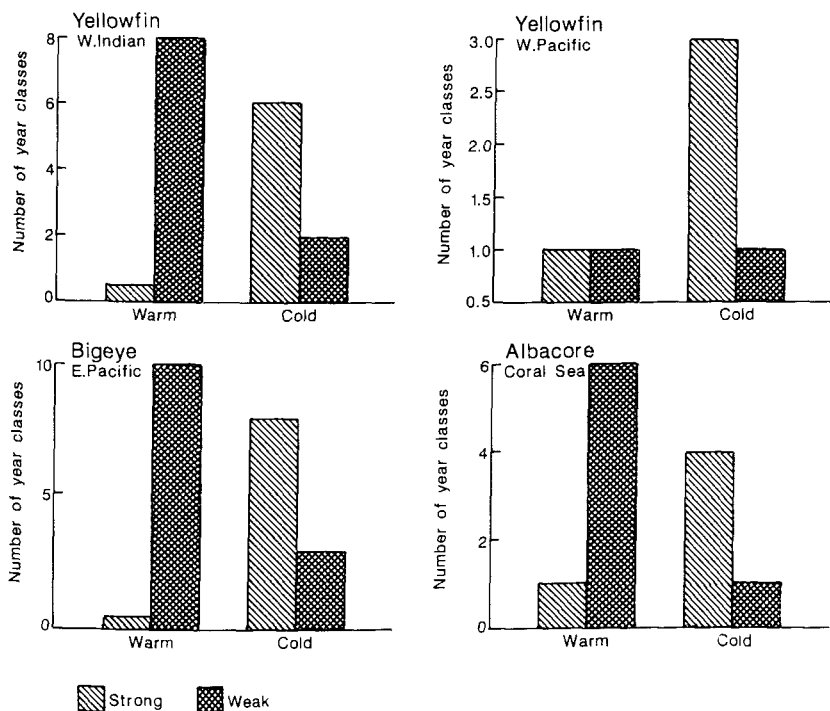 Yellowfin
W.Indian
Number of year classes
8
6
4
2
0
Warm
Cold
Yellowfin
W.Pacific
Number of year classes
3.0
2.5
2.0
1.5
1.0
0.5
Warm
Cold
Bigeye
E.Pacific
Number of year classes
10
5
0
Warm
Cold
Albacore
Coral Sea
Number of year classes
6
4
2
0
Warm
Cold
Strong
Weak